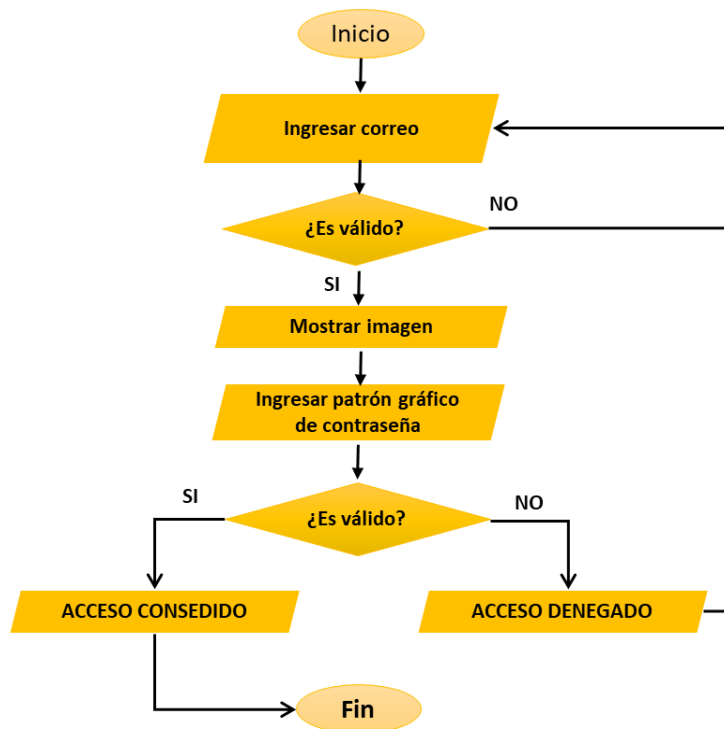 Inicio
Ingresar correo
¿Es válido?
NO
SI
Mostrar imagen
Ingresar patrón gráfico
de contraseña
SI
¿Es válido?
NO
ACCESO CONSEDIDO
ACCESO DENEGADO
Fin